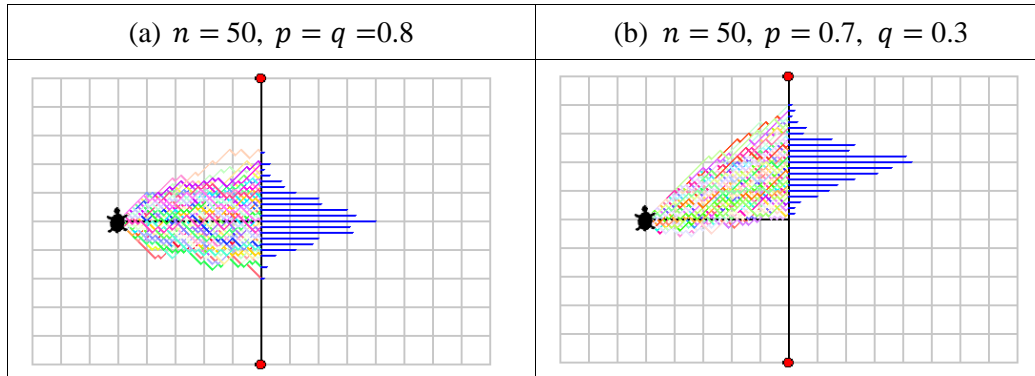 (a) n = 50, p = q =0.8
(b) n = 50, p = 0.7, q = 0.3